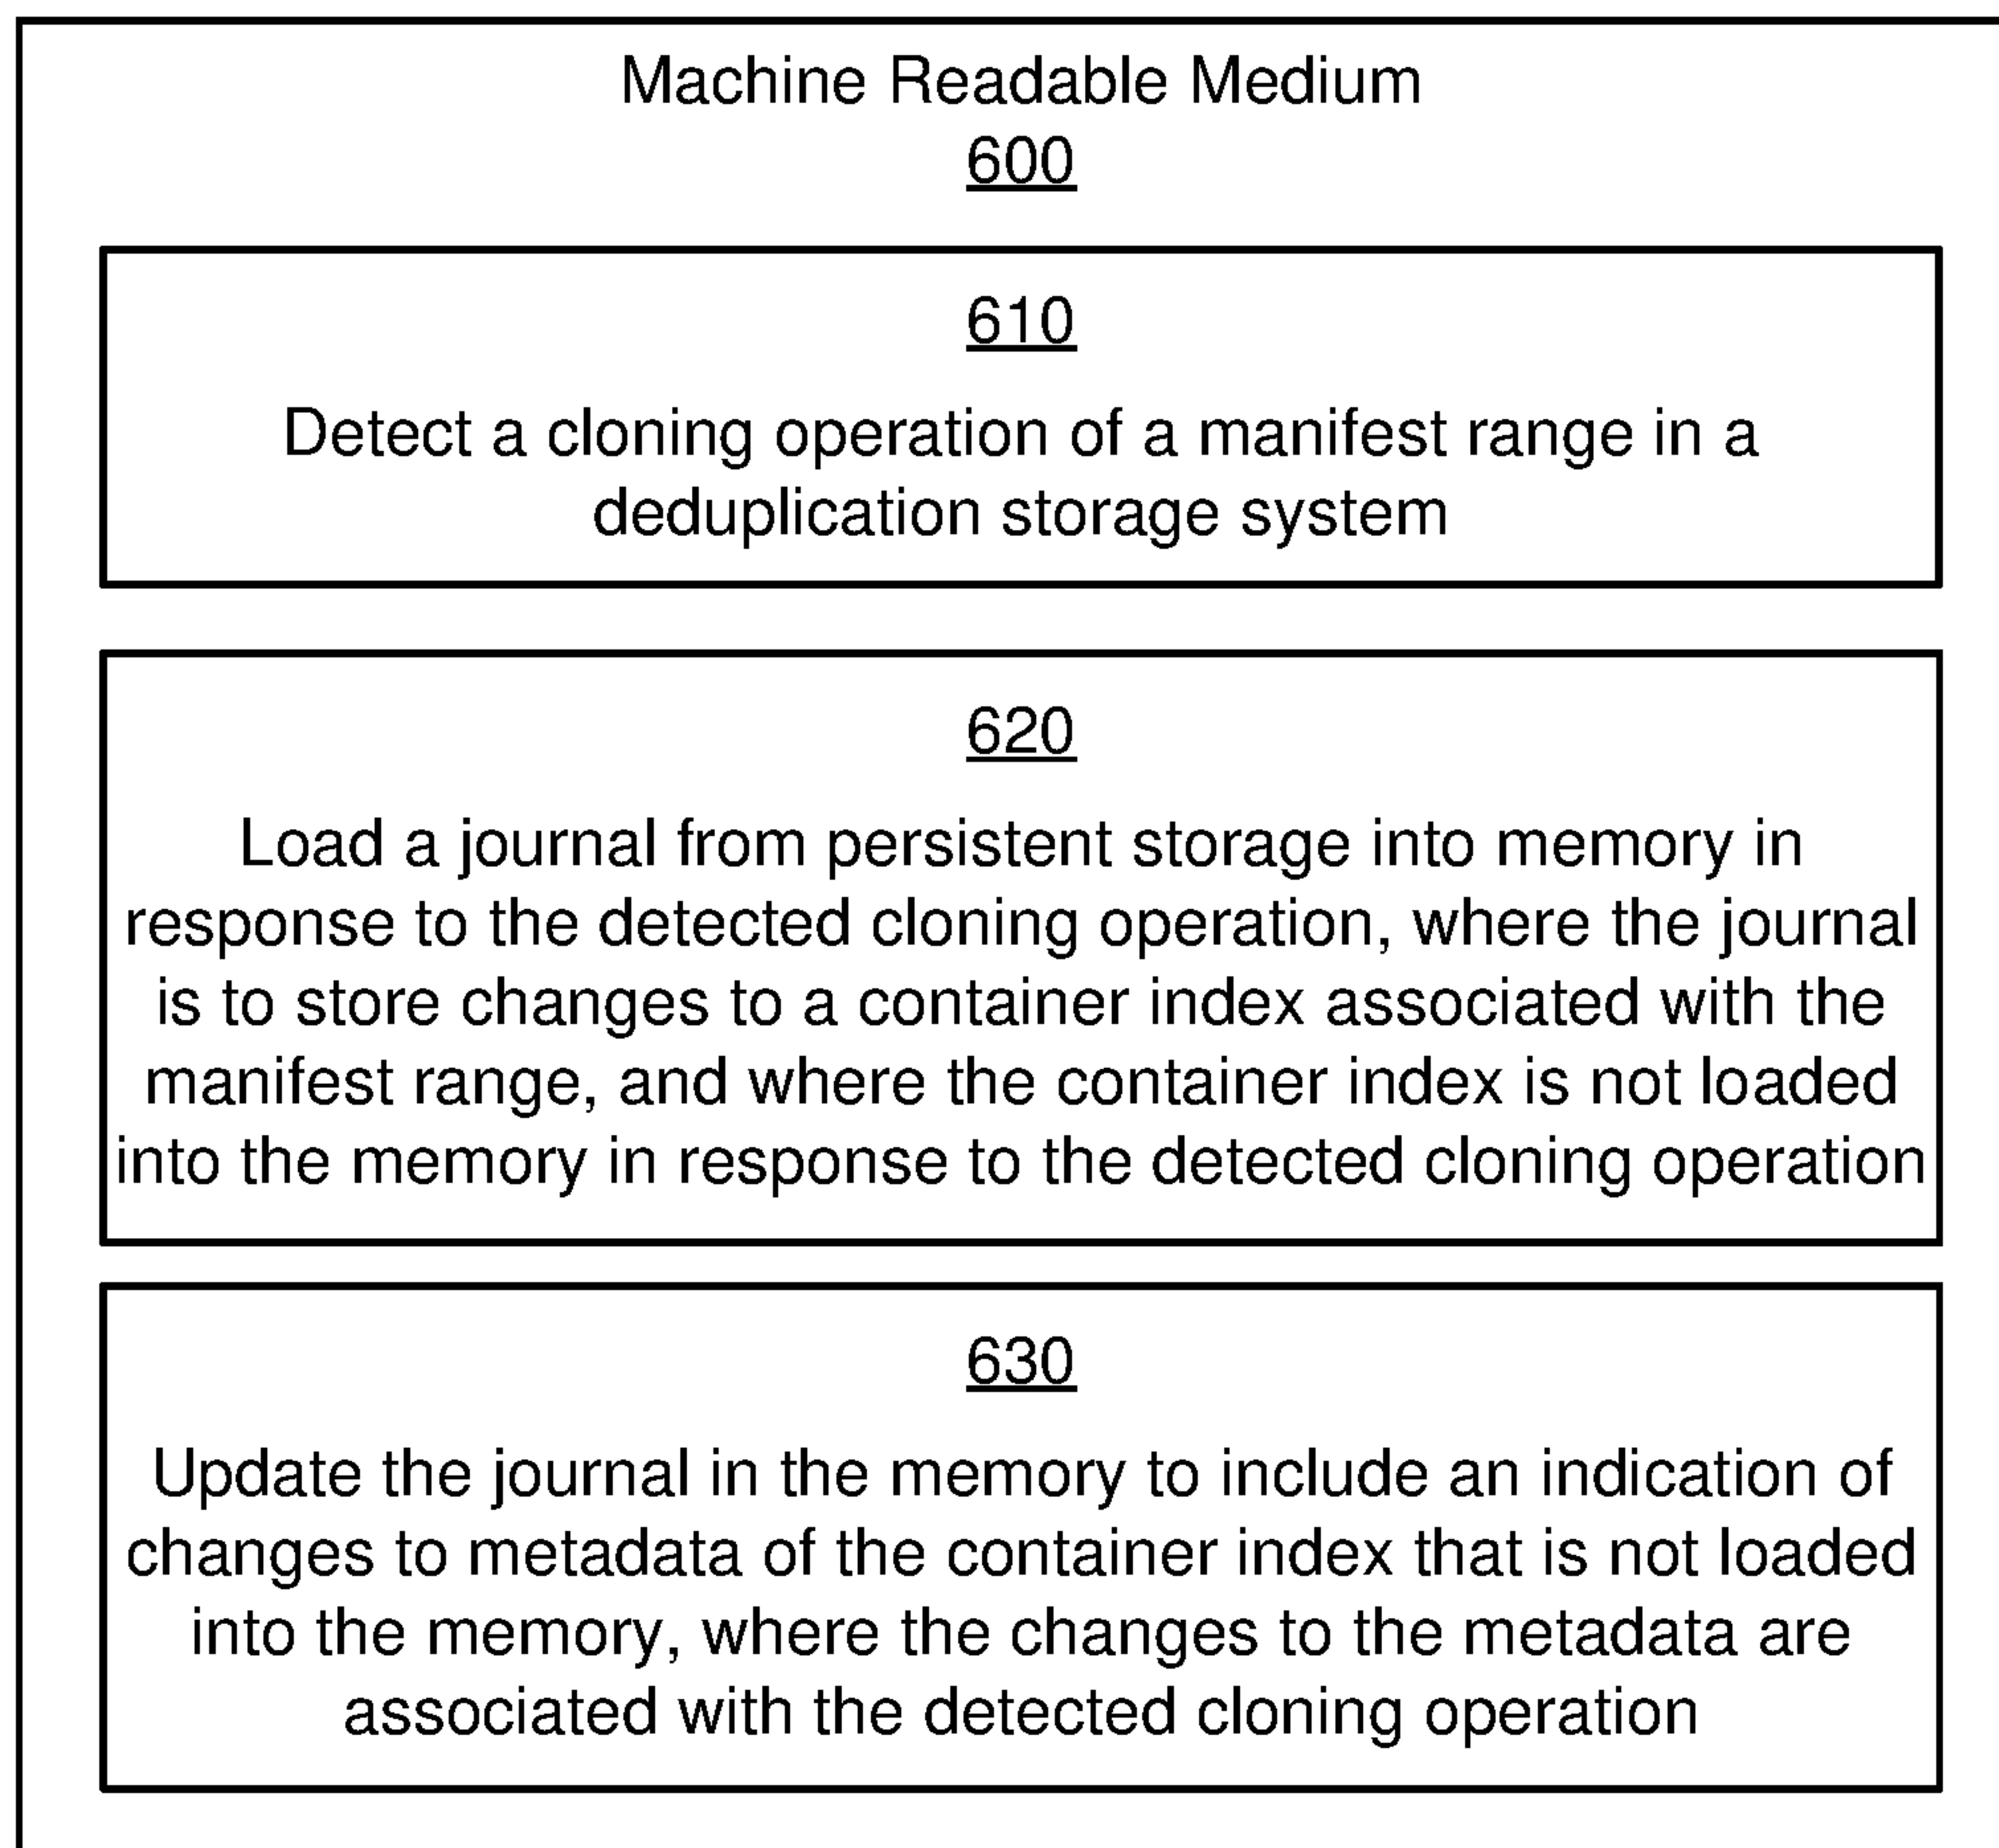 Machine Readable Medium
600
610
Detect a cloning operation of a manifest range in a
deduplication storage system
620
Load a journal from persistent storage into memory in
response to the detected cloning operation, where the journal
is to store changes to a container index associated with the
manifest range, and where the container index is not loaded
into the memory in response to the detected cloning operation
630
Update the journal in the memory to include an indication of
changes to metadata of the container index that is not loaded
into the memory, where the changes to the metadata are
associated with the detected cloning operation